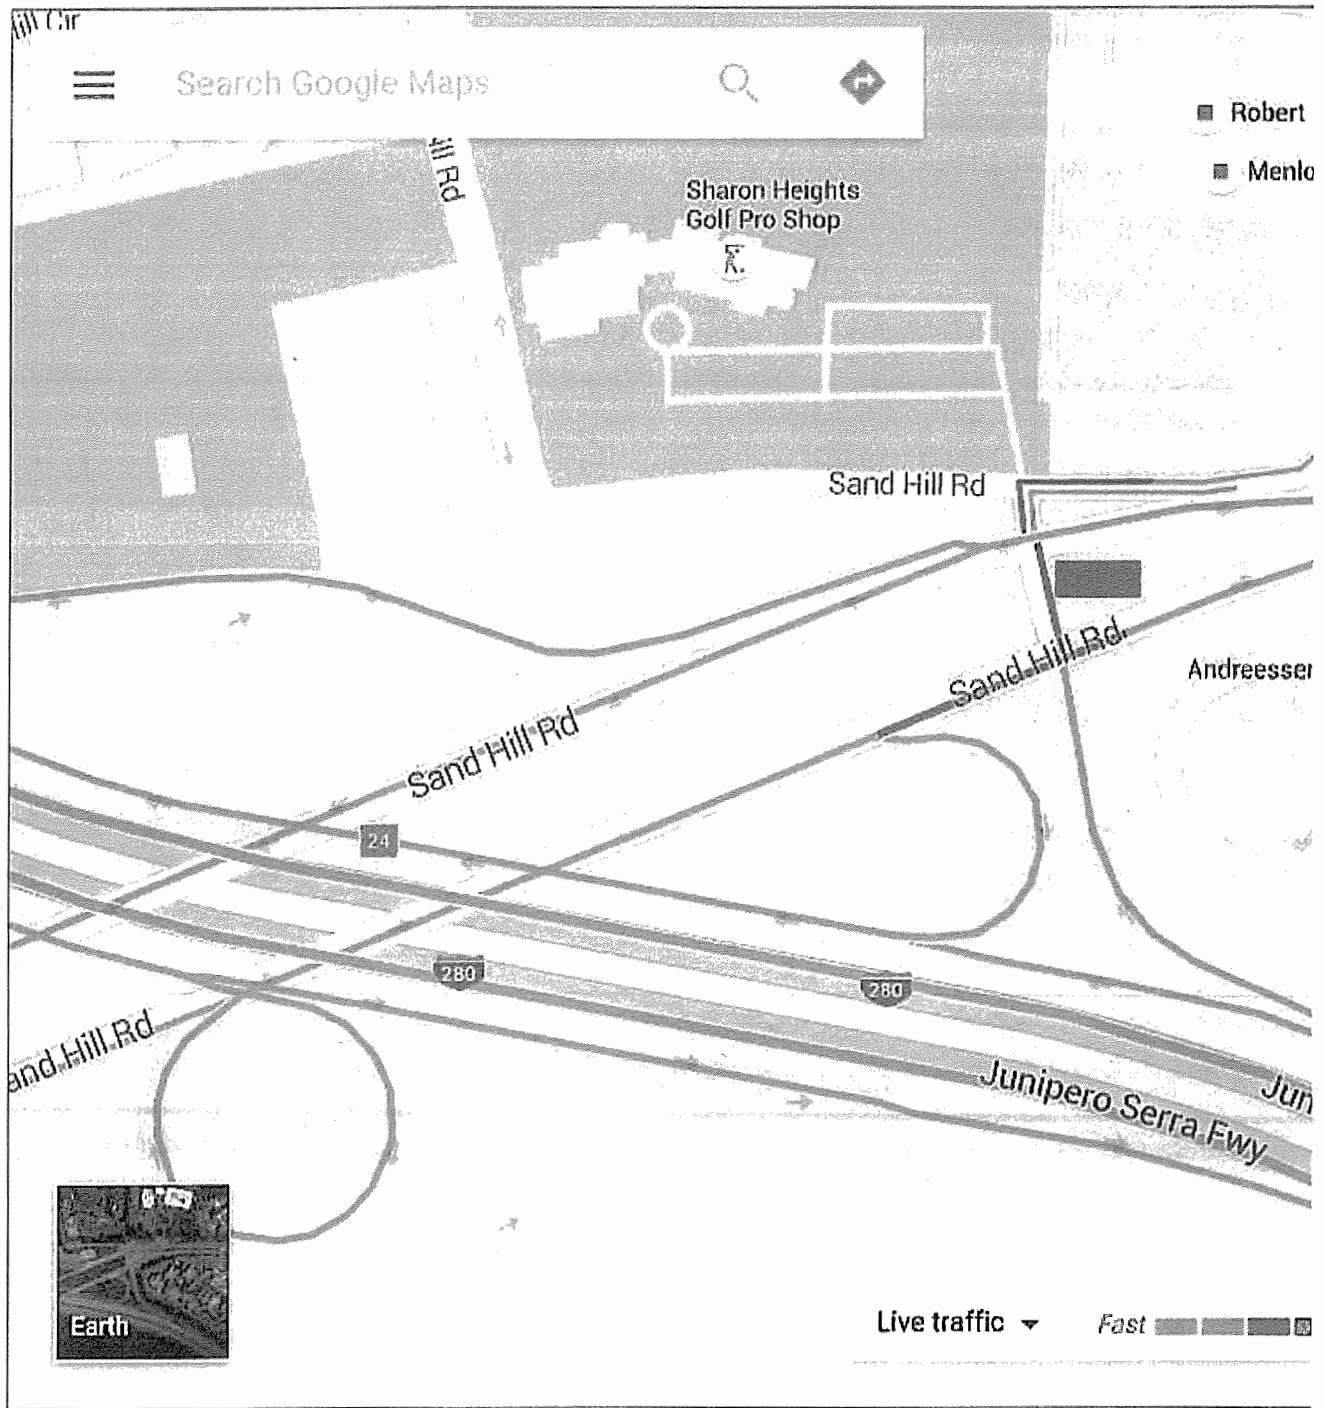 ill Cir
Search Google Maps
Robert
Menlo
ill Rd
Sharon Heights
Golf Pro Shop
Sand Hill Rd
Sand Hill Rd
Andreesser
Sand Hill Rd
24
280
280
and Hill Rd
Junipero Serra Fwy
Jun
Earth
Live traffic
Fast